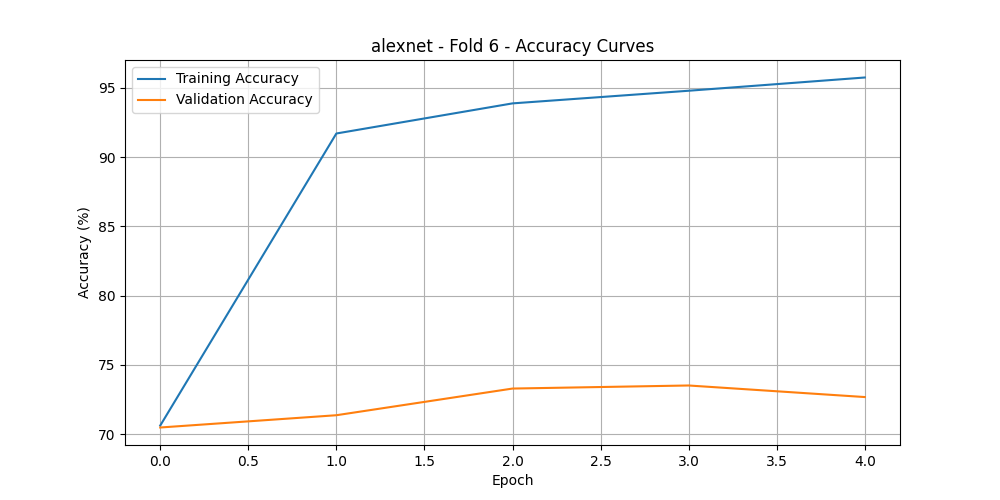 alexnet - Fold 6 - Accuracy Curves
Training Accuracy
Validation Accuracy
Accuracy (%)
95
90
85
80
75
70
0.0 0.5 1.0 1.5 2.0 2.5 3.0 3.5 4.0
Epoch